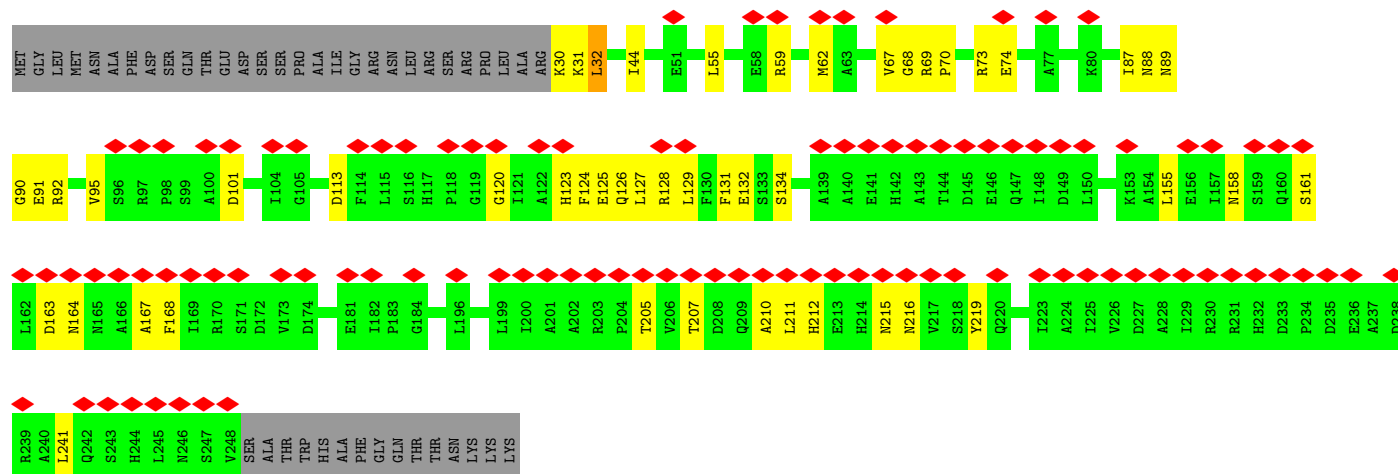 MET GLY LEU MET ASN ALA PHE ASP SER GLN THR GLU ASP SER SER PRO ALA ILE GLY ARG ASN LEU ARG SER ARG PRO LEU ALA ARG K30 K31 L32 I44 E51 L55 E58 R59 M62 A63 V67 G68 R69 P70 R73 E74 A77 K80 I87 N88 N89
G90 E91 R92 V95 S96 R97 P98 S99 A100 D101 I104 G105 D113 F114 L115 S116 H117 P118 G119 G120 I121 A122 H123 F124 E125 Q126 L127 R128 L129 F130 F131 E132 S133 S134 A139 A140 E141 H142 A143 T144 D145 E146 Q147 I148 D149 L150 K153 A154 L155 E156 I157 N158 S159 Q160 S161
L162 D163 N164 N165 A166 A167 F168 I169 R170 S171 D172 V173 D174 E181 I182 P183 G184 L196 L199 I200 A201 A202 R203 P204 T205 V206 T207 D208 Q209 A210 L211 H212 E213 H214 N215 N216 V217 S218 Y219 Q220 I223 A224 I225 V226 D227 A228 I229 R230 R231 H232 D233 P234 D235 E236 A237 D238
R239 A240 L241 Q242 S243 H244 L245 N246 S247 V248 SER ALA THR TRP HIS ALA PHE GLY GLN THR THR ASN LYS LYS LYS